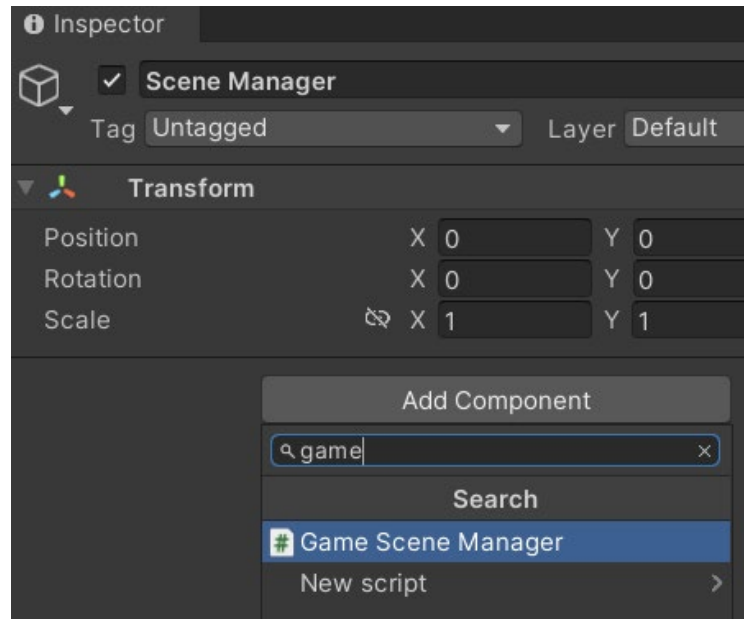 Inspector
Scene Manager
Tag Untagged Layer Default
Transform
Position X 0 Y 0
Rotation X 0 Y 0
Scale X 1 Y 1
Add Component
game
Search
# Game Scene Manager
New script